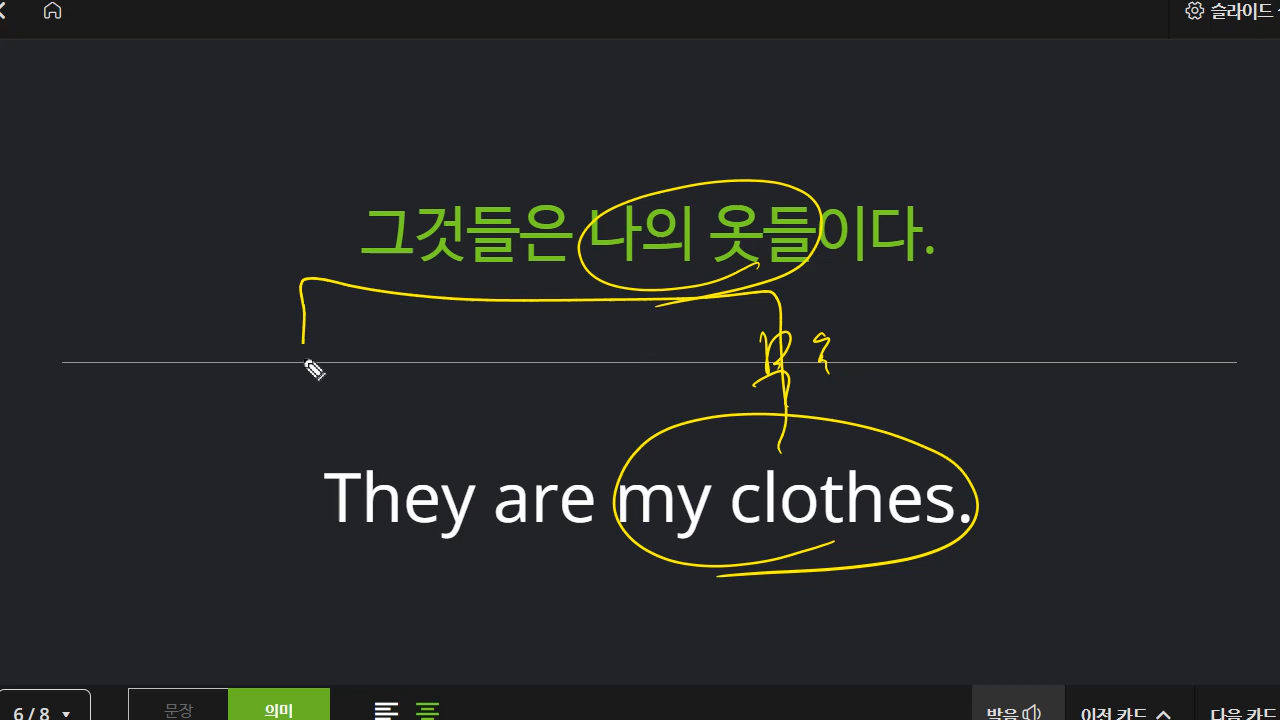 슬라이드
그것들은 나의 옷들이다.
They are my clothes.
6 / 8
문장
의미
발음
이전 카드
다음 카드